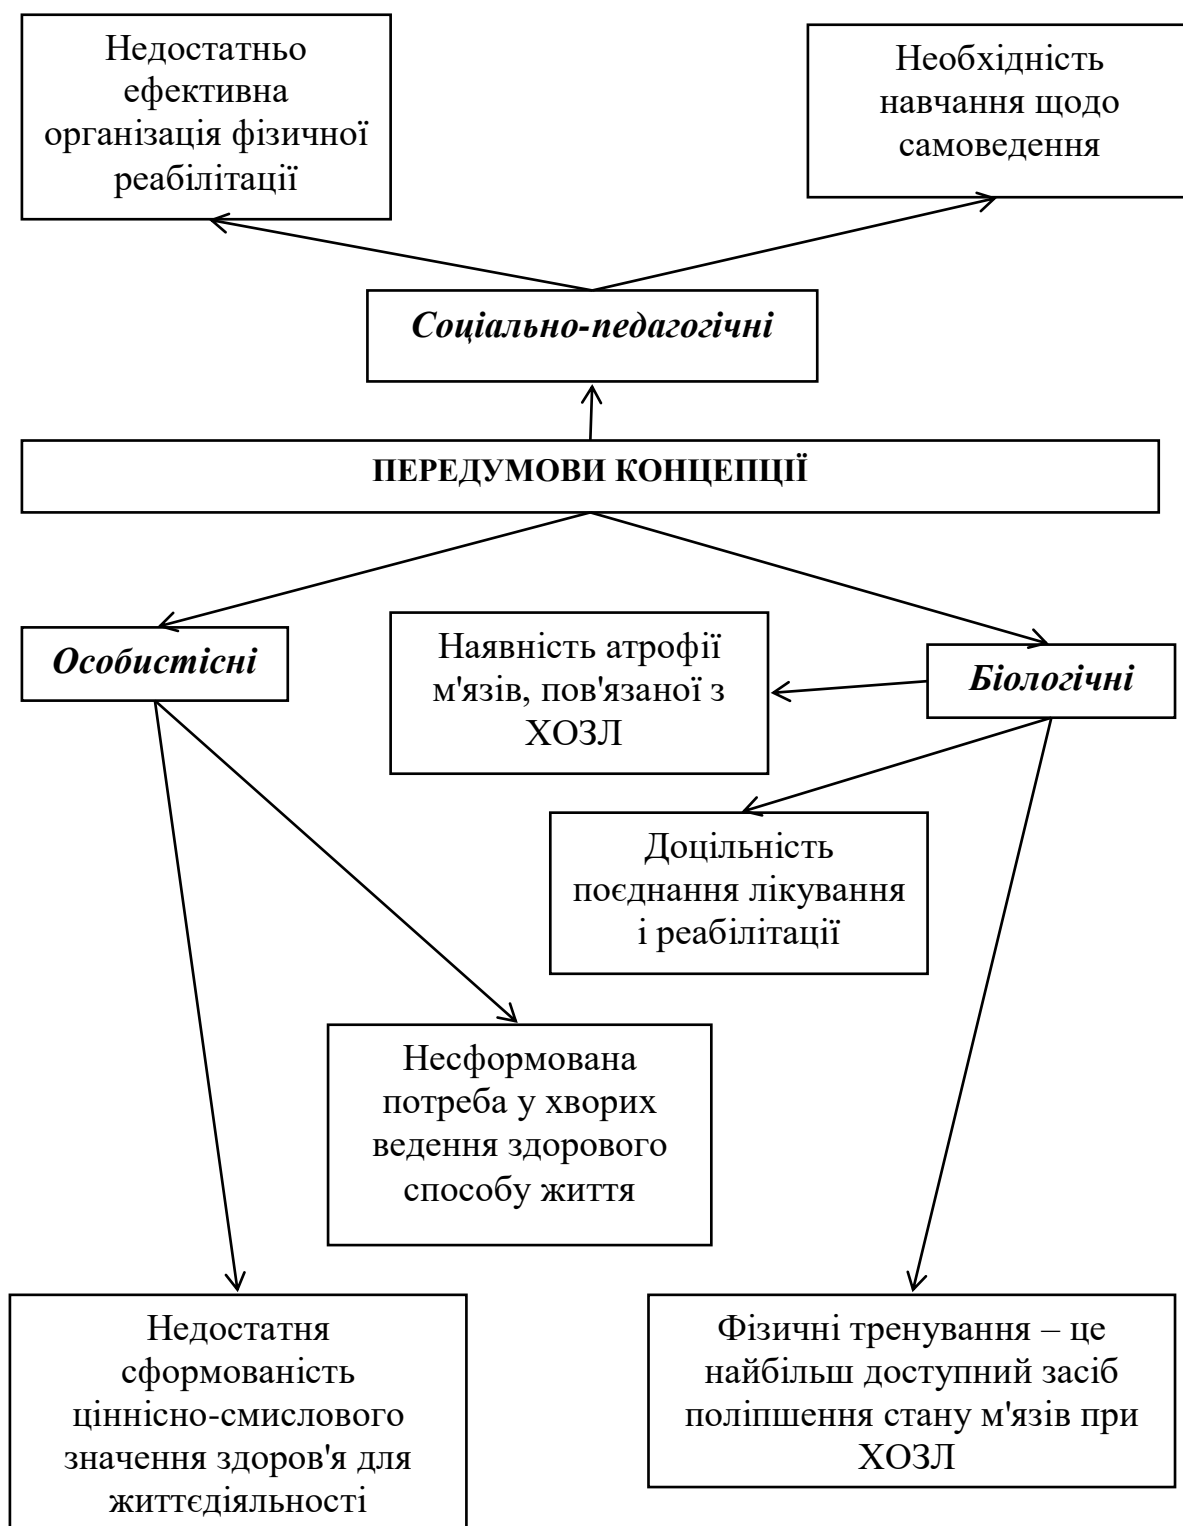 Недостатньо
ефективна
організація фізичної
реабілітації
Необхідність
навчання щодо
самоведення
Соціально-педагогічні
ПЕРЕДУМОВИ КОНЦЕПЦІЇ
Особистісні
Наявність атрофії
м'язів, пов'язаної з
ХОЗЛ
Біологічні
Доцільність
поєднання лікування
і реабілітації
Несформована
потреба у хворих
ведення здорового
способу життя
Недостатня
сформованість
ціннісно-смислового
значення здоров'я для
життєдіяльності
Фізичні тренування – це
найбільш доступний засіб
поліпшення стану м'язів при
ХОЗЛ